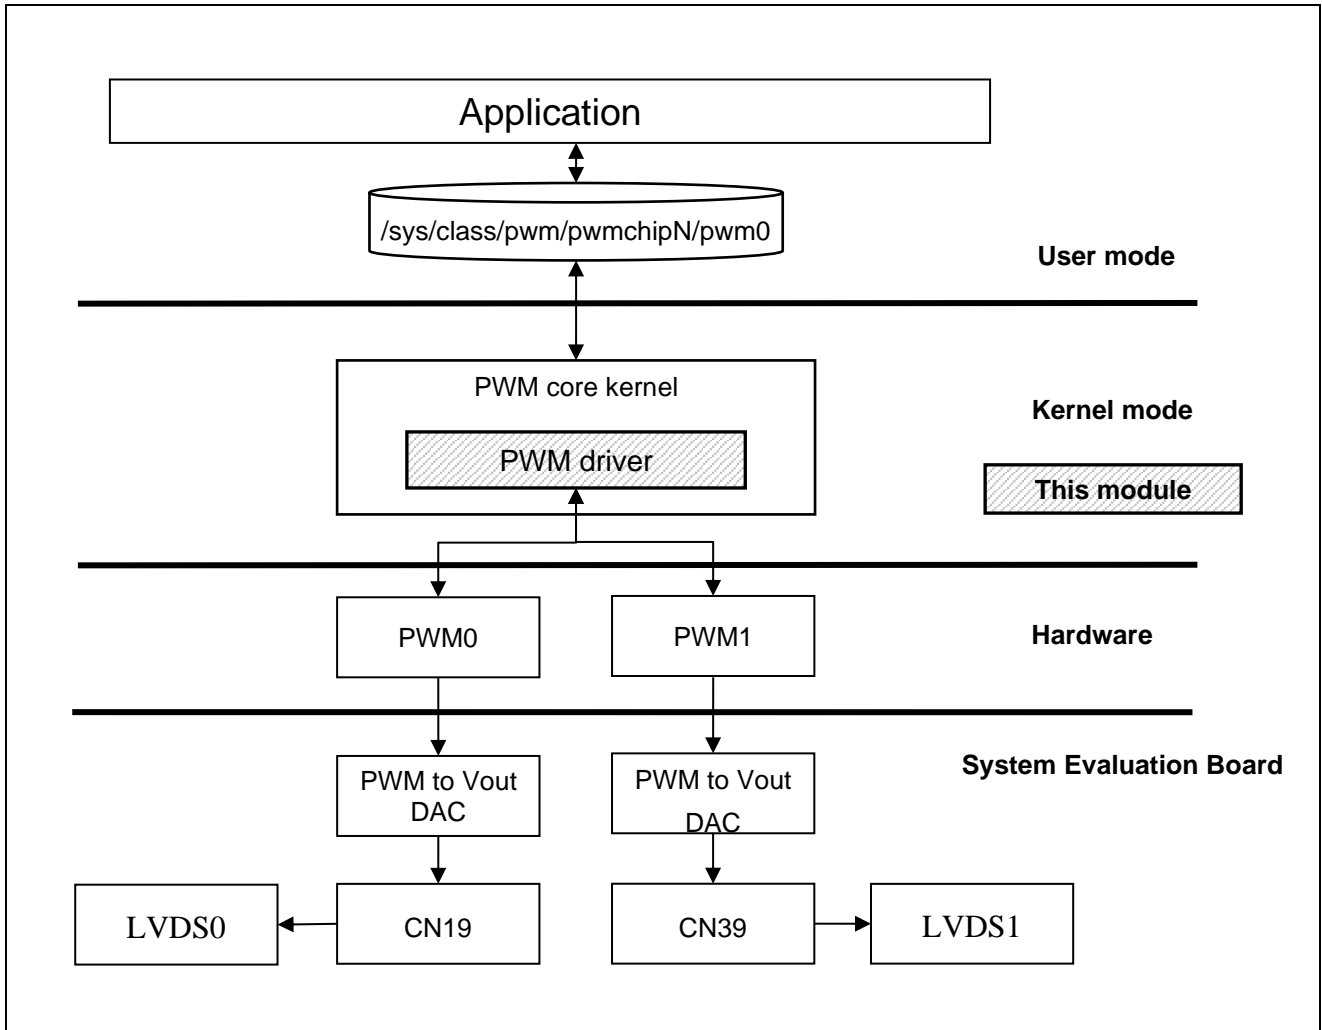 Application
/sys/class/pwm/pwmchipN/pwm0
User mode
PWM core kernel
Kernel mode
PWM driver
This module
PWM0
PWM1
Hardware
System Evaluation Board
PWM to Vout
DAC
PWM to Vout
DAC
LVDS0
CN19
CN39
LVDS1